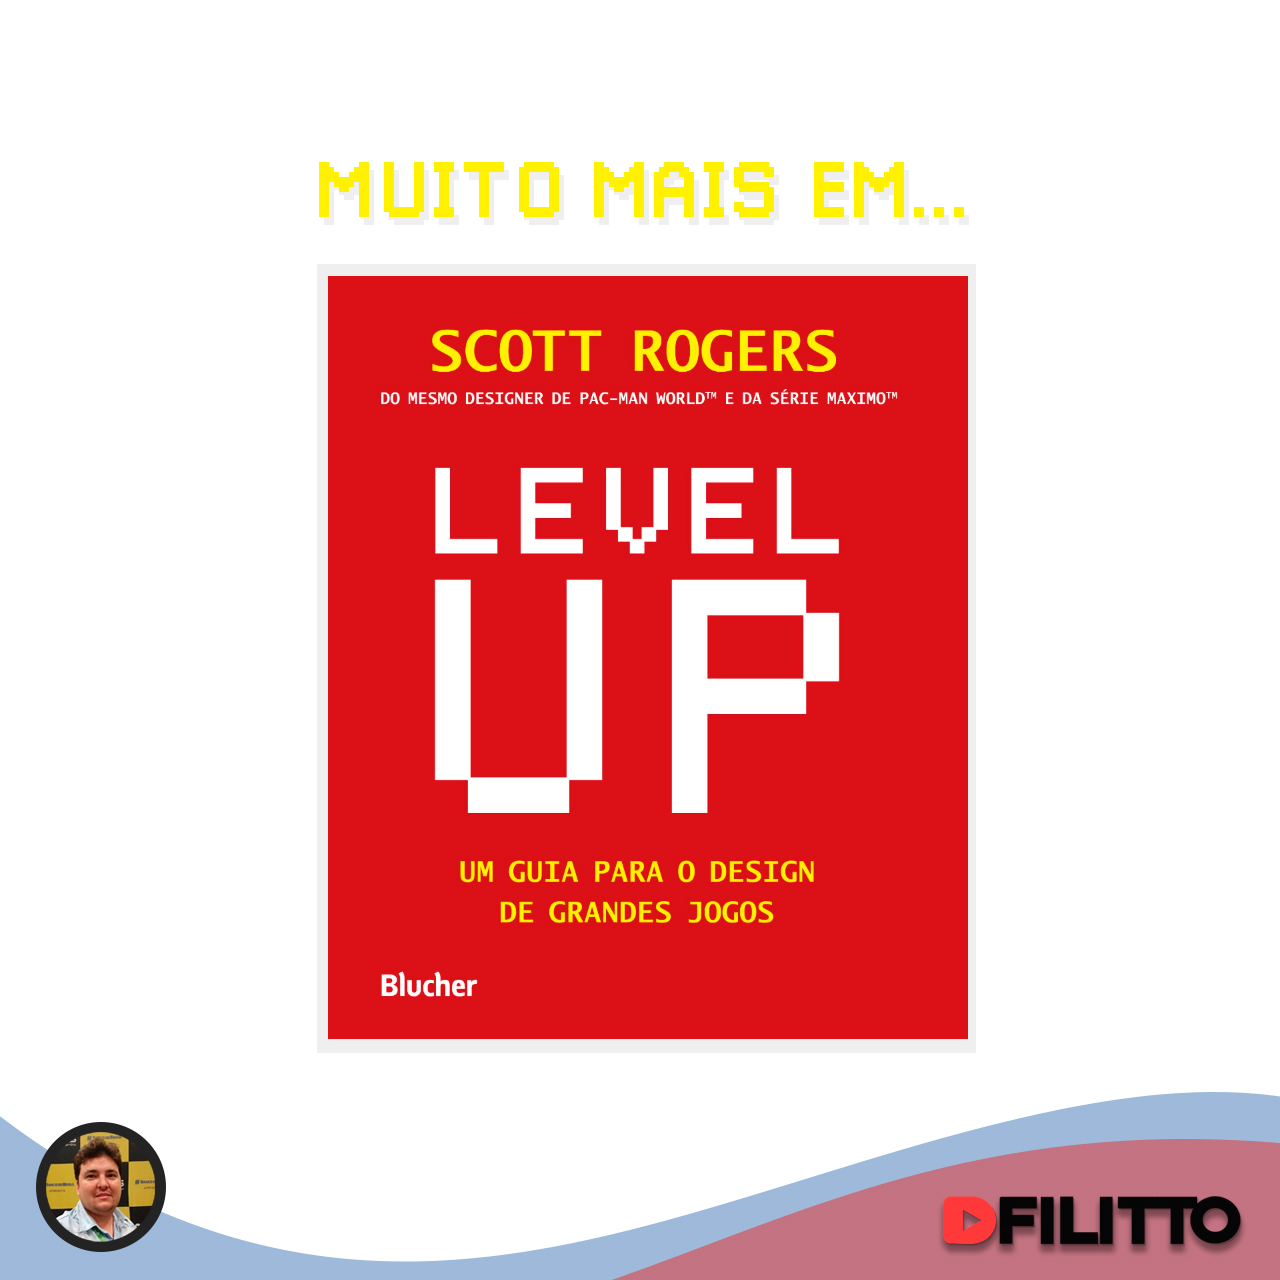 MUITO MAIS EM...
SCOTT ROGERS
DO MESMO DESIGNER DE PAC-MAN WORLD™ E DA SÉRIE MAXIMO™
LEVEL
UP
UM GUIA PARA O DESIGN
DE GRANDES JOGOS
Blucher
DFILITTO